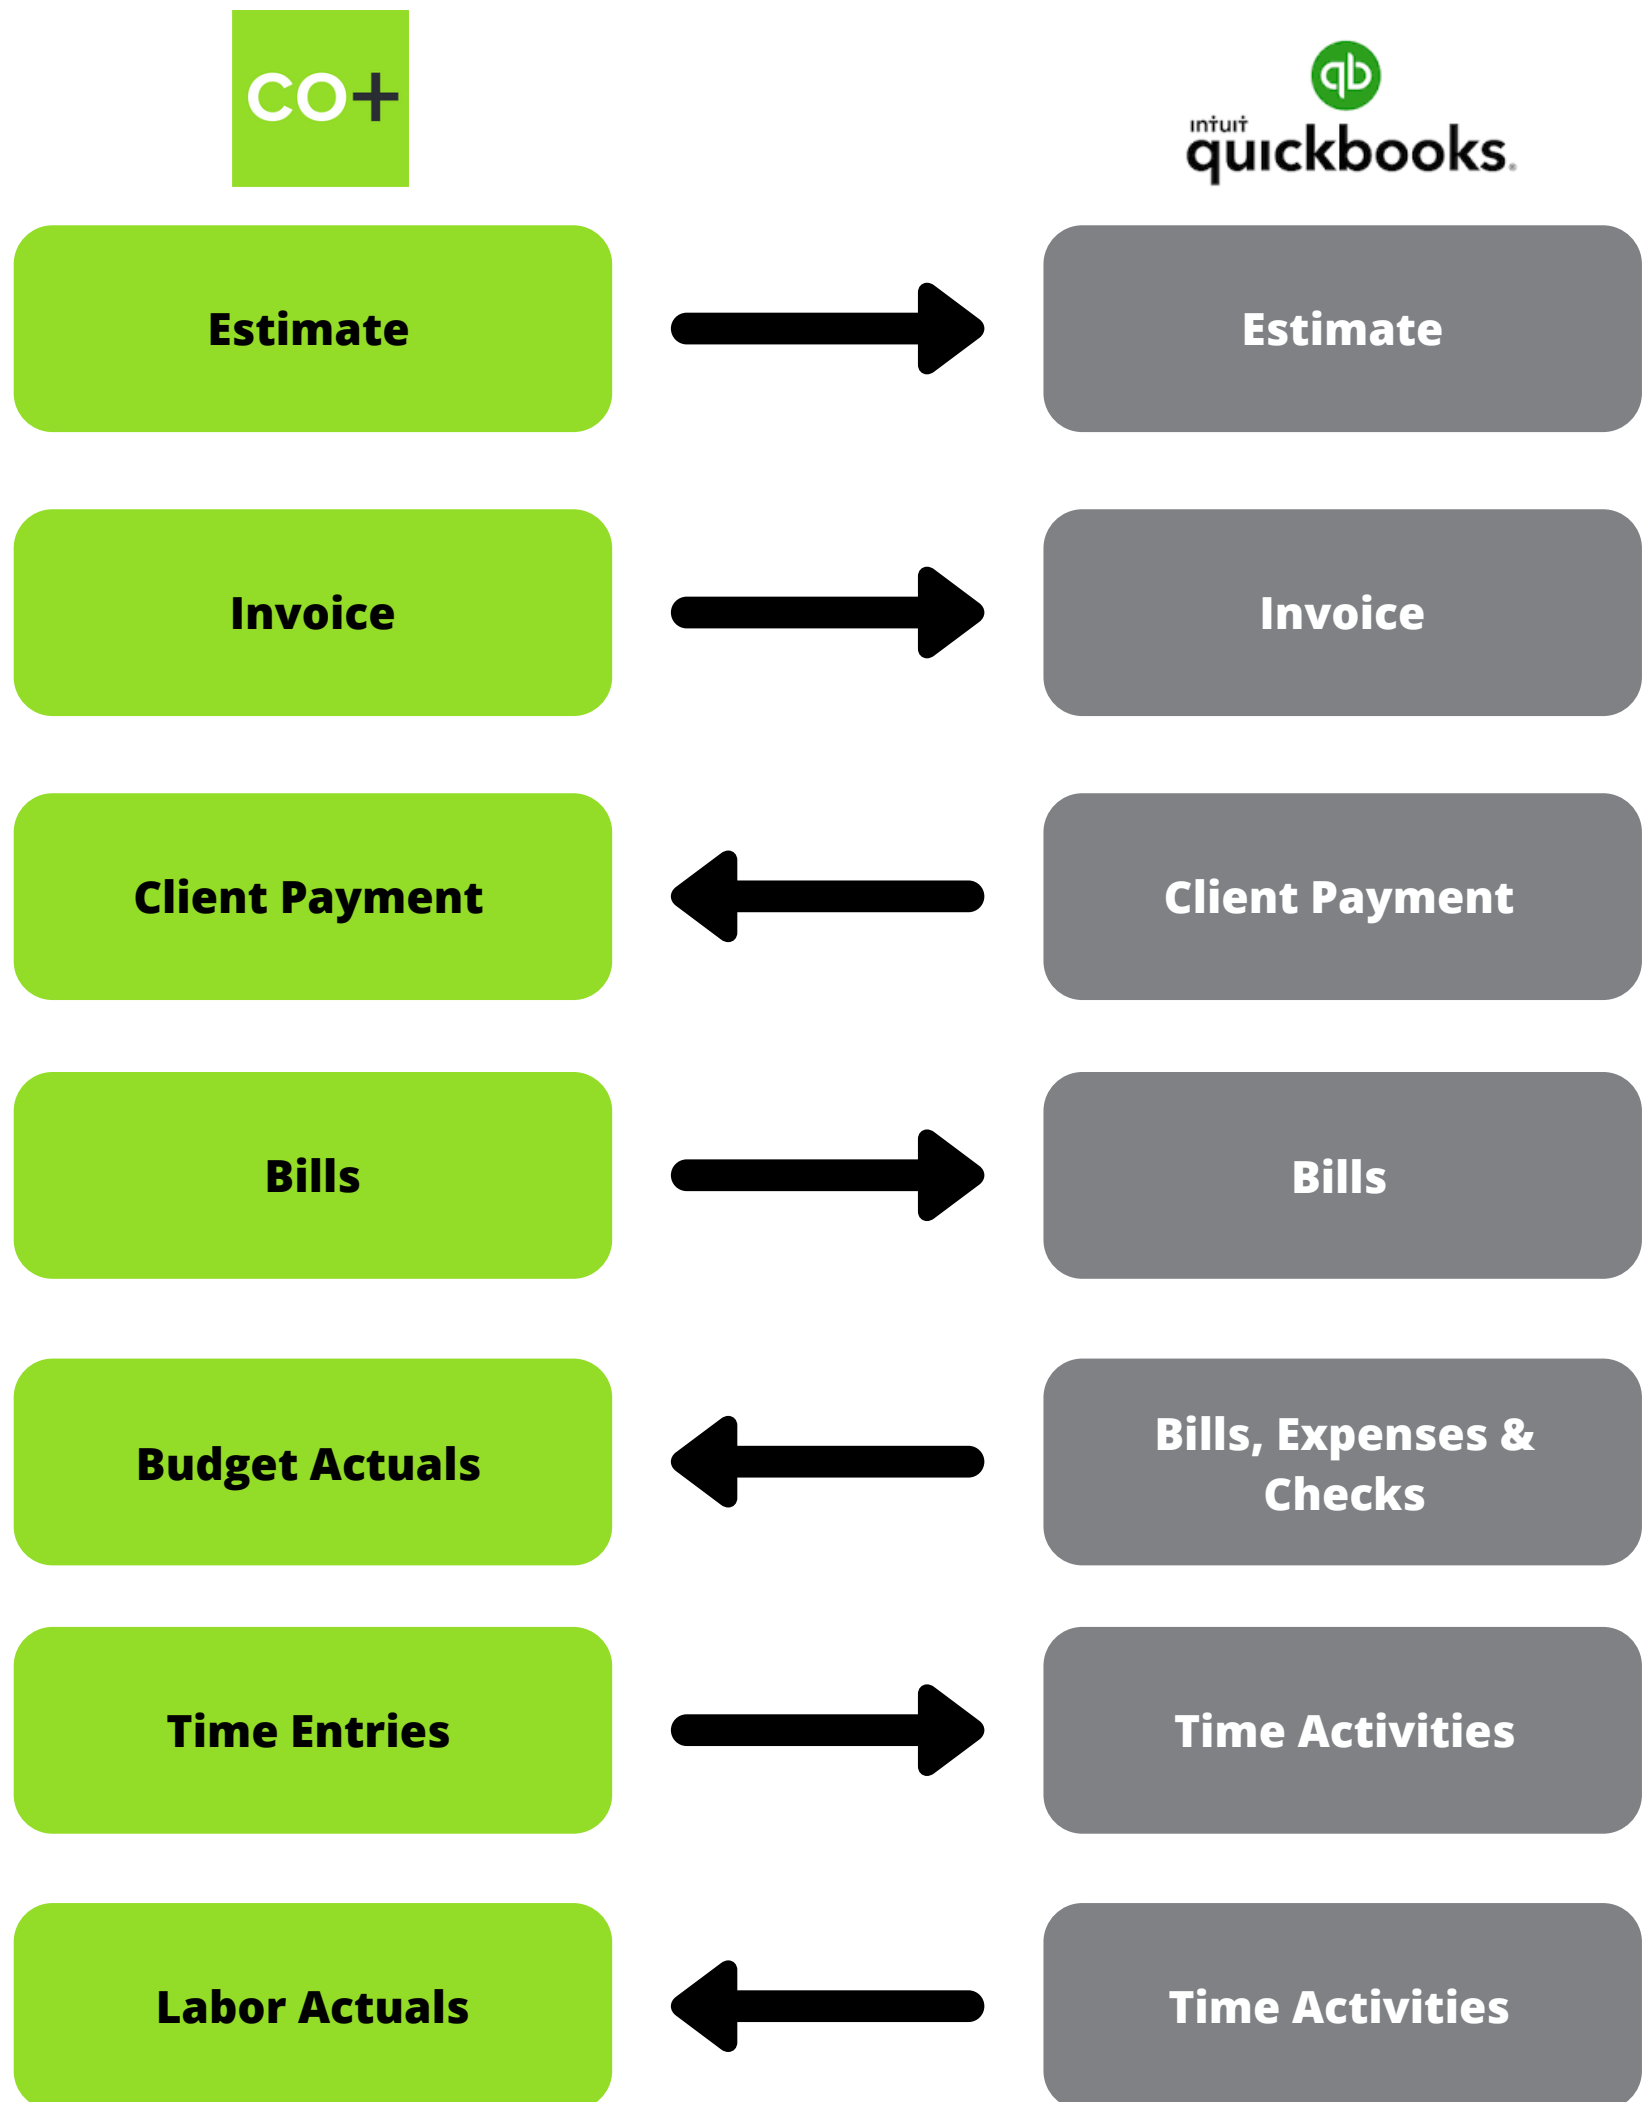 CO+
qb
intuit
quickbooks.
Estimate
Estimate
Invoice
Invoice
Client Payment
Client Payment
Bills
Bills
Budget Actuals
Bills, Expenses &
Checks
Time Entries
Time Activities
Labor Actuals
Time Activities